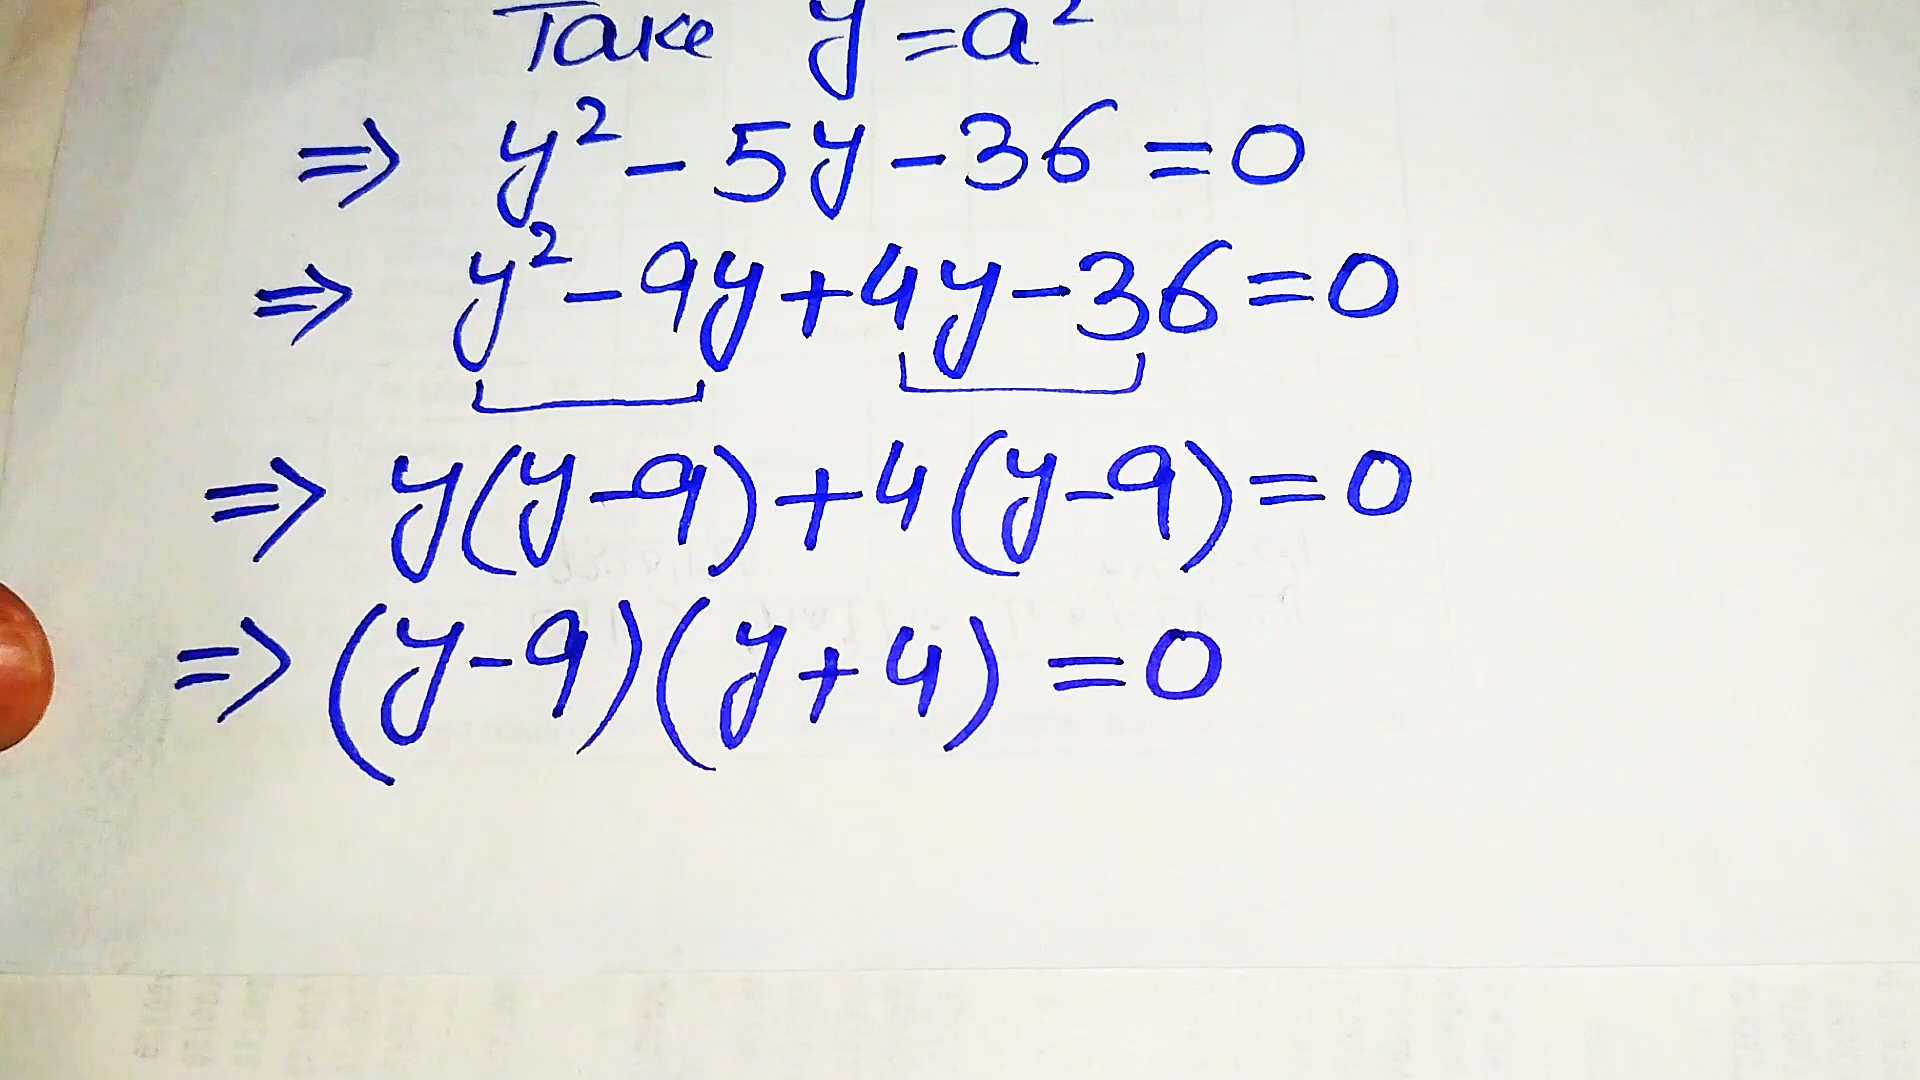 Take y = a²
⇒ y² - 5y - 36 = 0
⇒ y² - 9y + 4y - 36 = 0
⇒ y(y-9) + 4(y-9) = 0
⇒ (y-9)(y+4) = 0